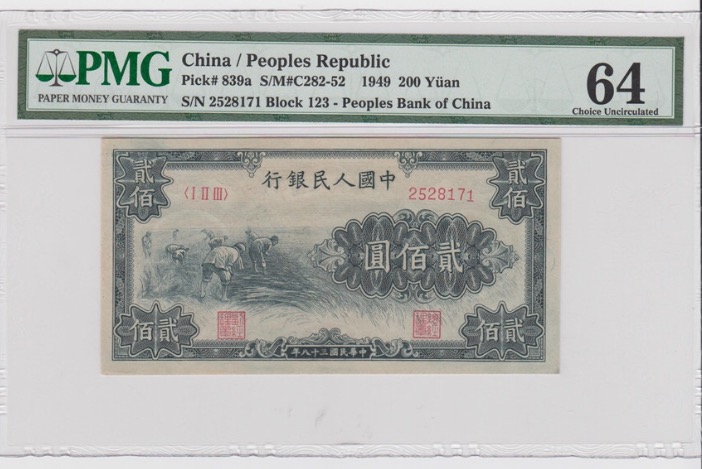 PMG
PAPER MONEY GUARANTY
China / Peoples Republic
Pick# 839a S/M#C282-52 1949 200 Yüan
S/N 2528171 Block 123 - Peoples Bank of China
64
Choice Uncirculated
貳佰
行銀民人國中
貳佰
〈I II III〉
2528171
圓佰貳
佰貳
佰貳
年八十三國民華中